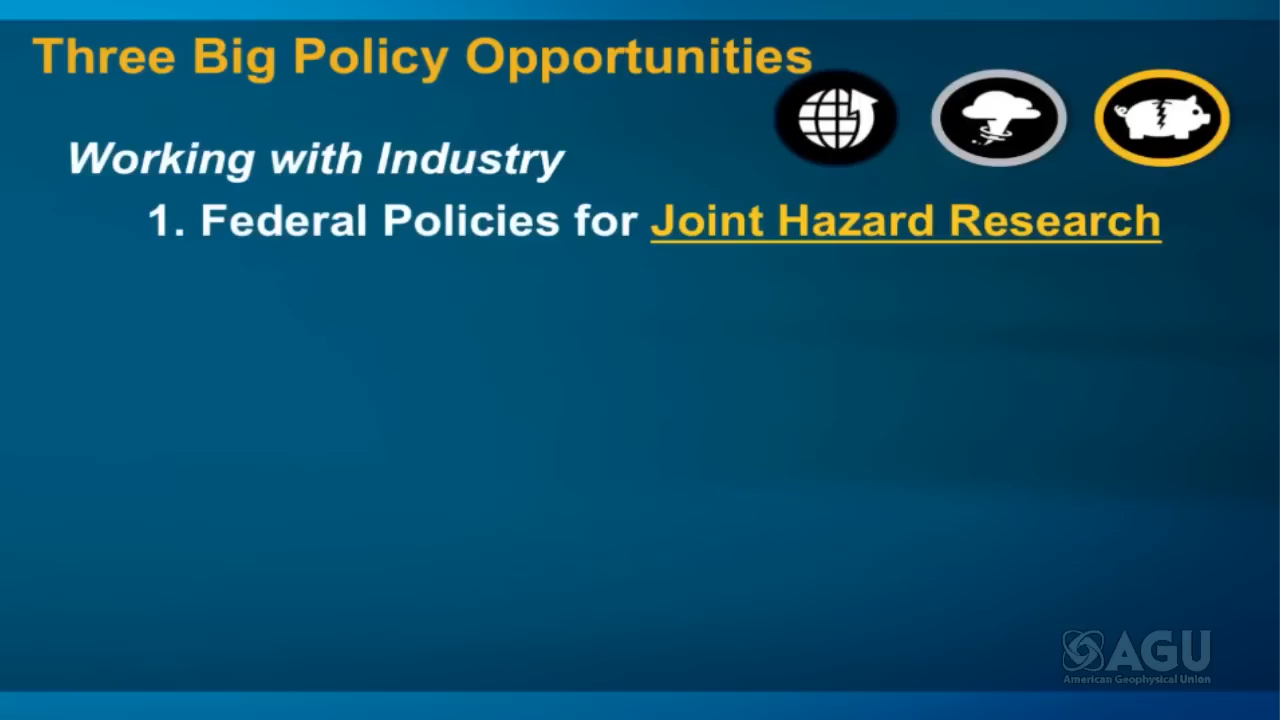 Three Big Policy Opportunities
Working with Industry
1. Federal Policies for Joint Hazard Research
AGU
American Geophysical Union